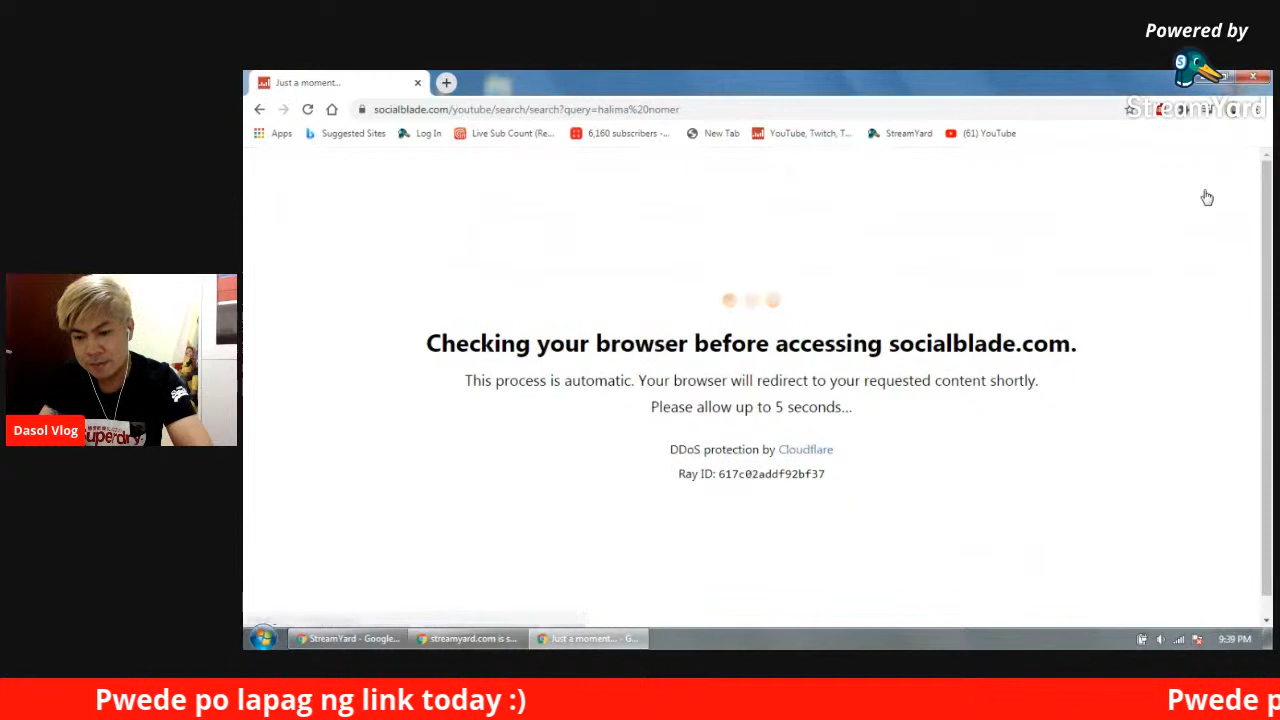 Powered by
StreamYard
Just a moment...
socialblade.com/youtube/search/search?query=halima%20nomer
Apps
Suggested Sites
Log In
Live Sub Count (Re...
6,160 subscribers -...
New Tab
YouTube, Twitch, T...
StreamYard
(61) YouTube
Checking your browser before accessing socialblade.com.
This process is automatic. Your browser will redirect to your requested content shortly.
Please allow up to 5 seconds...
DDoS protection by Cloudflare
Ray ID: 617c02addf92bf37
Dasol Vlog
Superdry.
StreamYard - Google...
streamyard.com is s...
Just a moment... - G...
9:39 PM
Pwede po lapag ng link today :)
Pwede p